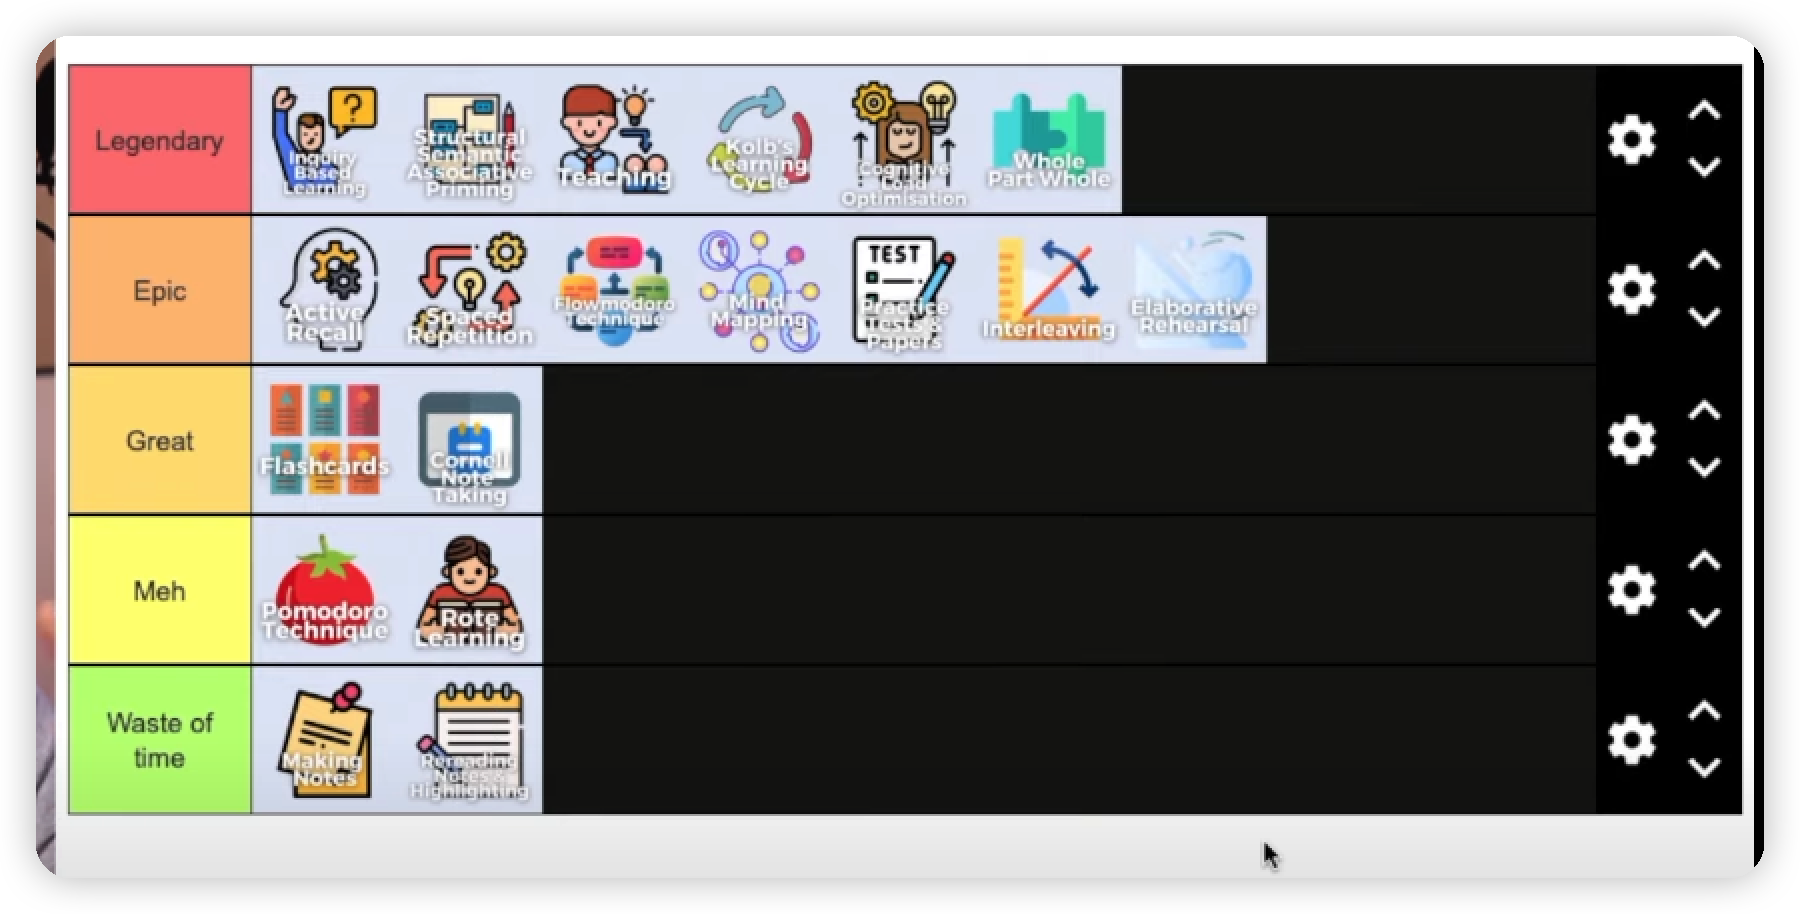 Legendary
Inquiry
Based
Learning
Structural
Semantic
Associative
Priming
Teaching
Kolb's
Learning
Cycle
Cognitive
Load
Optimisation
Whole
Part Whole
Epic
Active
Recall
Spaced
Repetition
Flowmodoro
Technique
Mind
Mapping
TEST
Practice
Tests &
Papers
Interleaving
Elaborative
Rehearsal
Great
Flashcards
Cornell
Note
Taking
Meh
Pomodoro
Technique
Rote
Learning
Waste of
time
Making
Notes
Rereading
Notes &
Highlighting